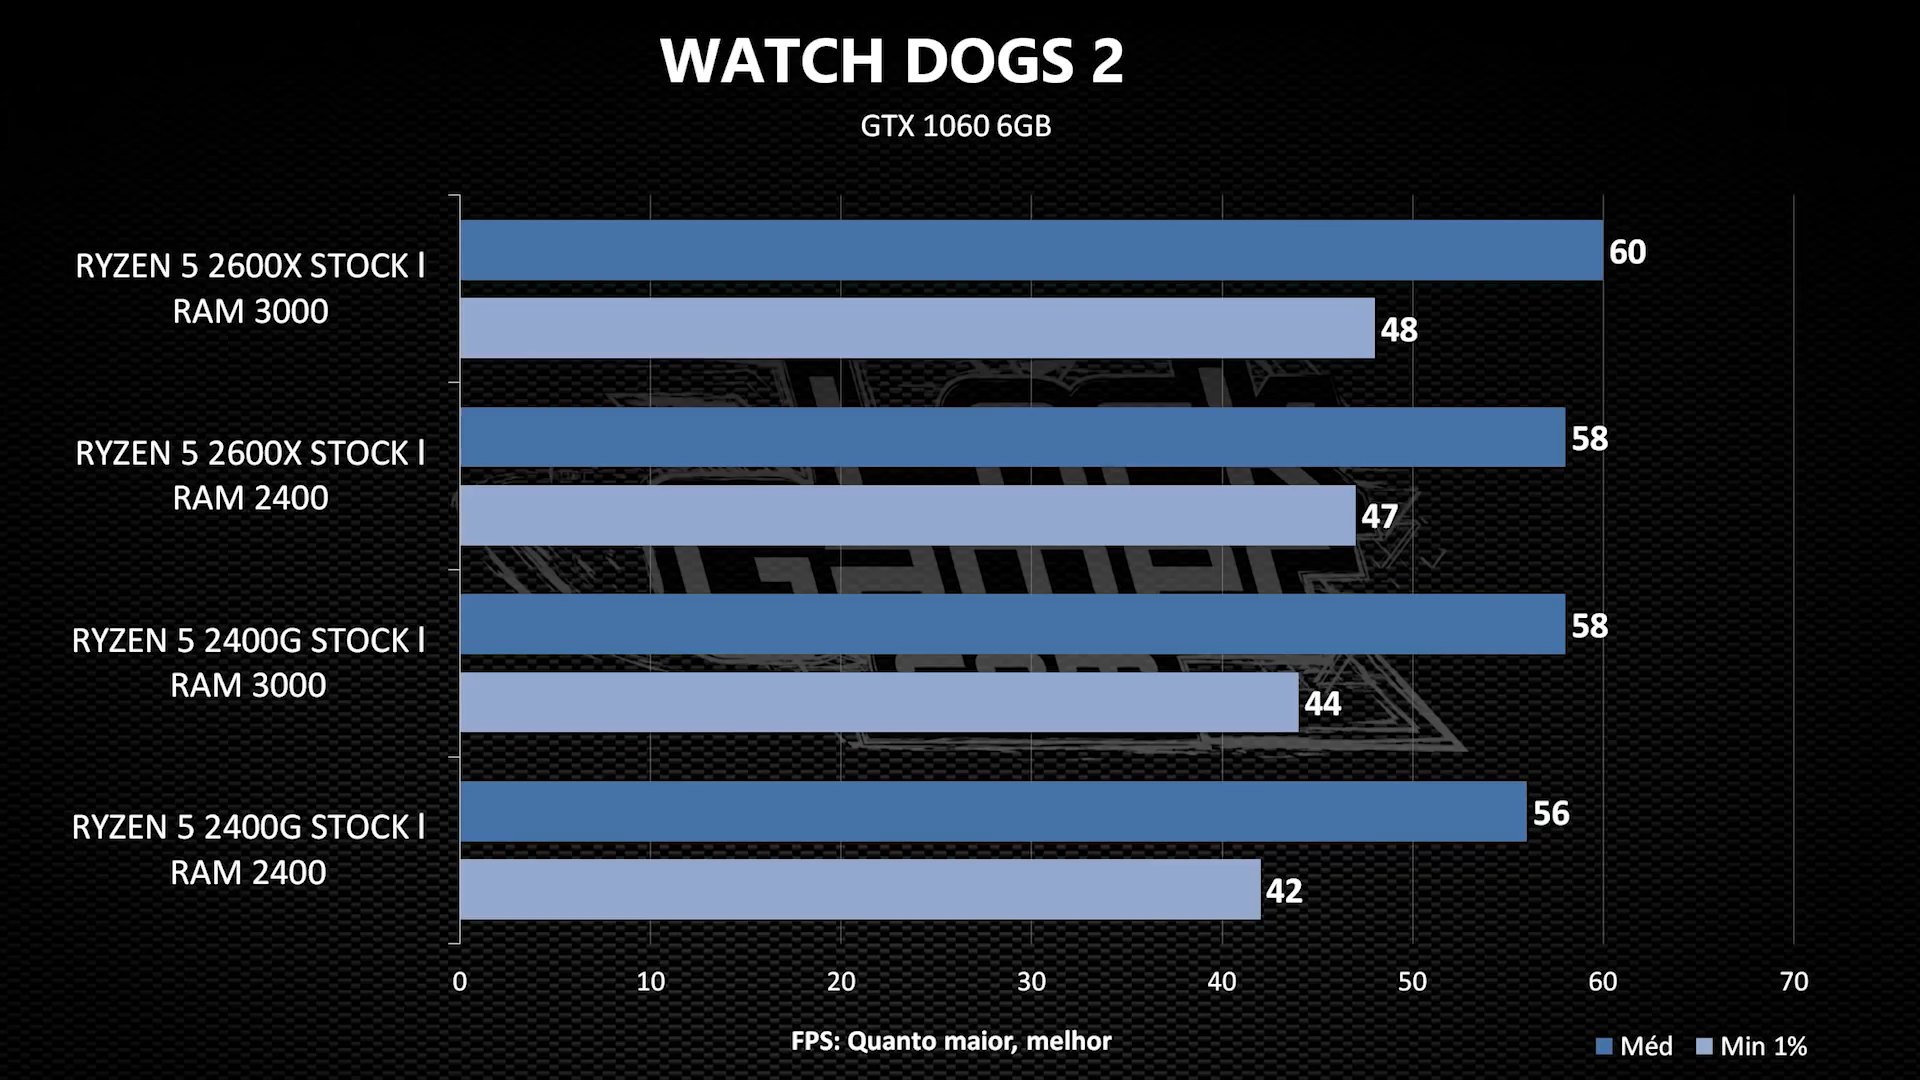 WATCH DOGS 2
GTX 1060 6GB
RYZEN 5 2600X STOCK l
RAM 3000
60
48
RYZEN 5 2600X STOCK l
RAM 2400
58
47
RYZEN 5 2400G STOCK l
RAM 3000
58
44
RYZEN 5 2400G STOCK l
RAM 2400
56
42
0 10 20 30 40 50 60 70
FPS: Quanto maior, melhor
Méd Min 1%